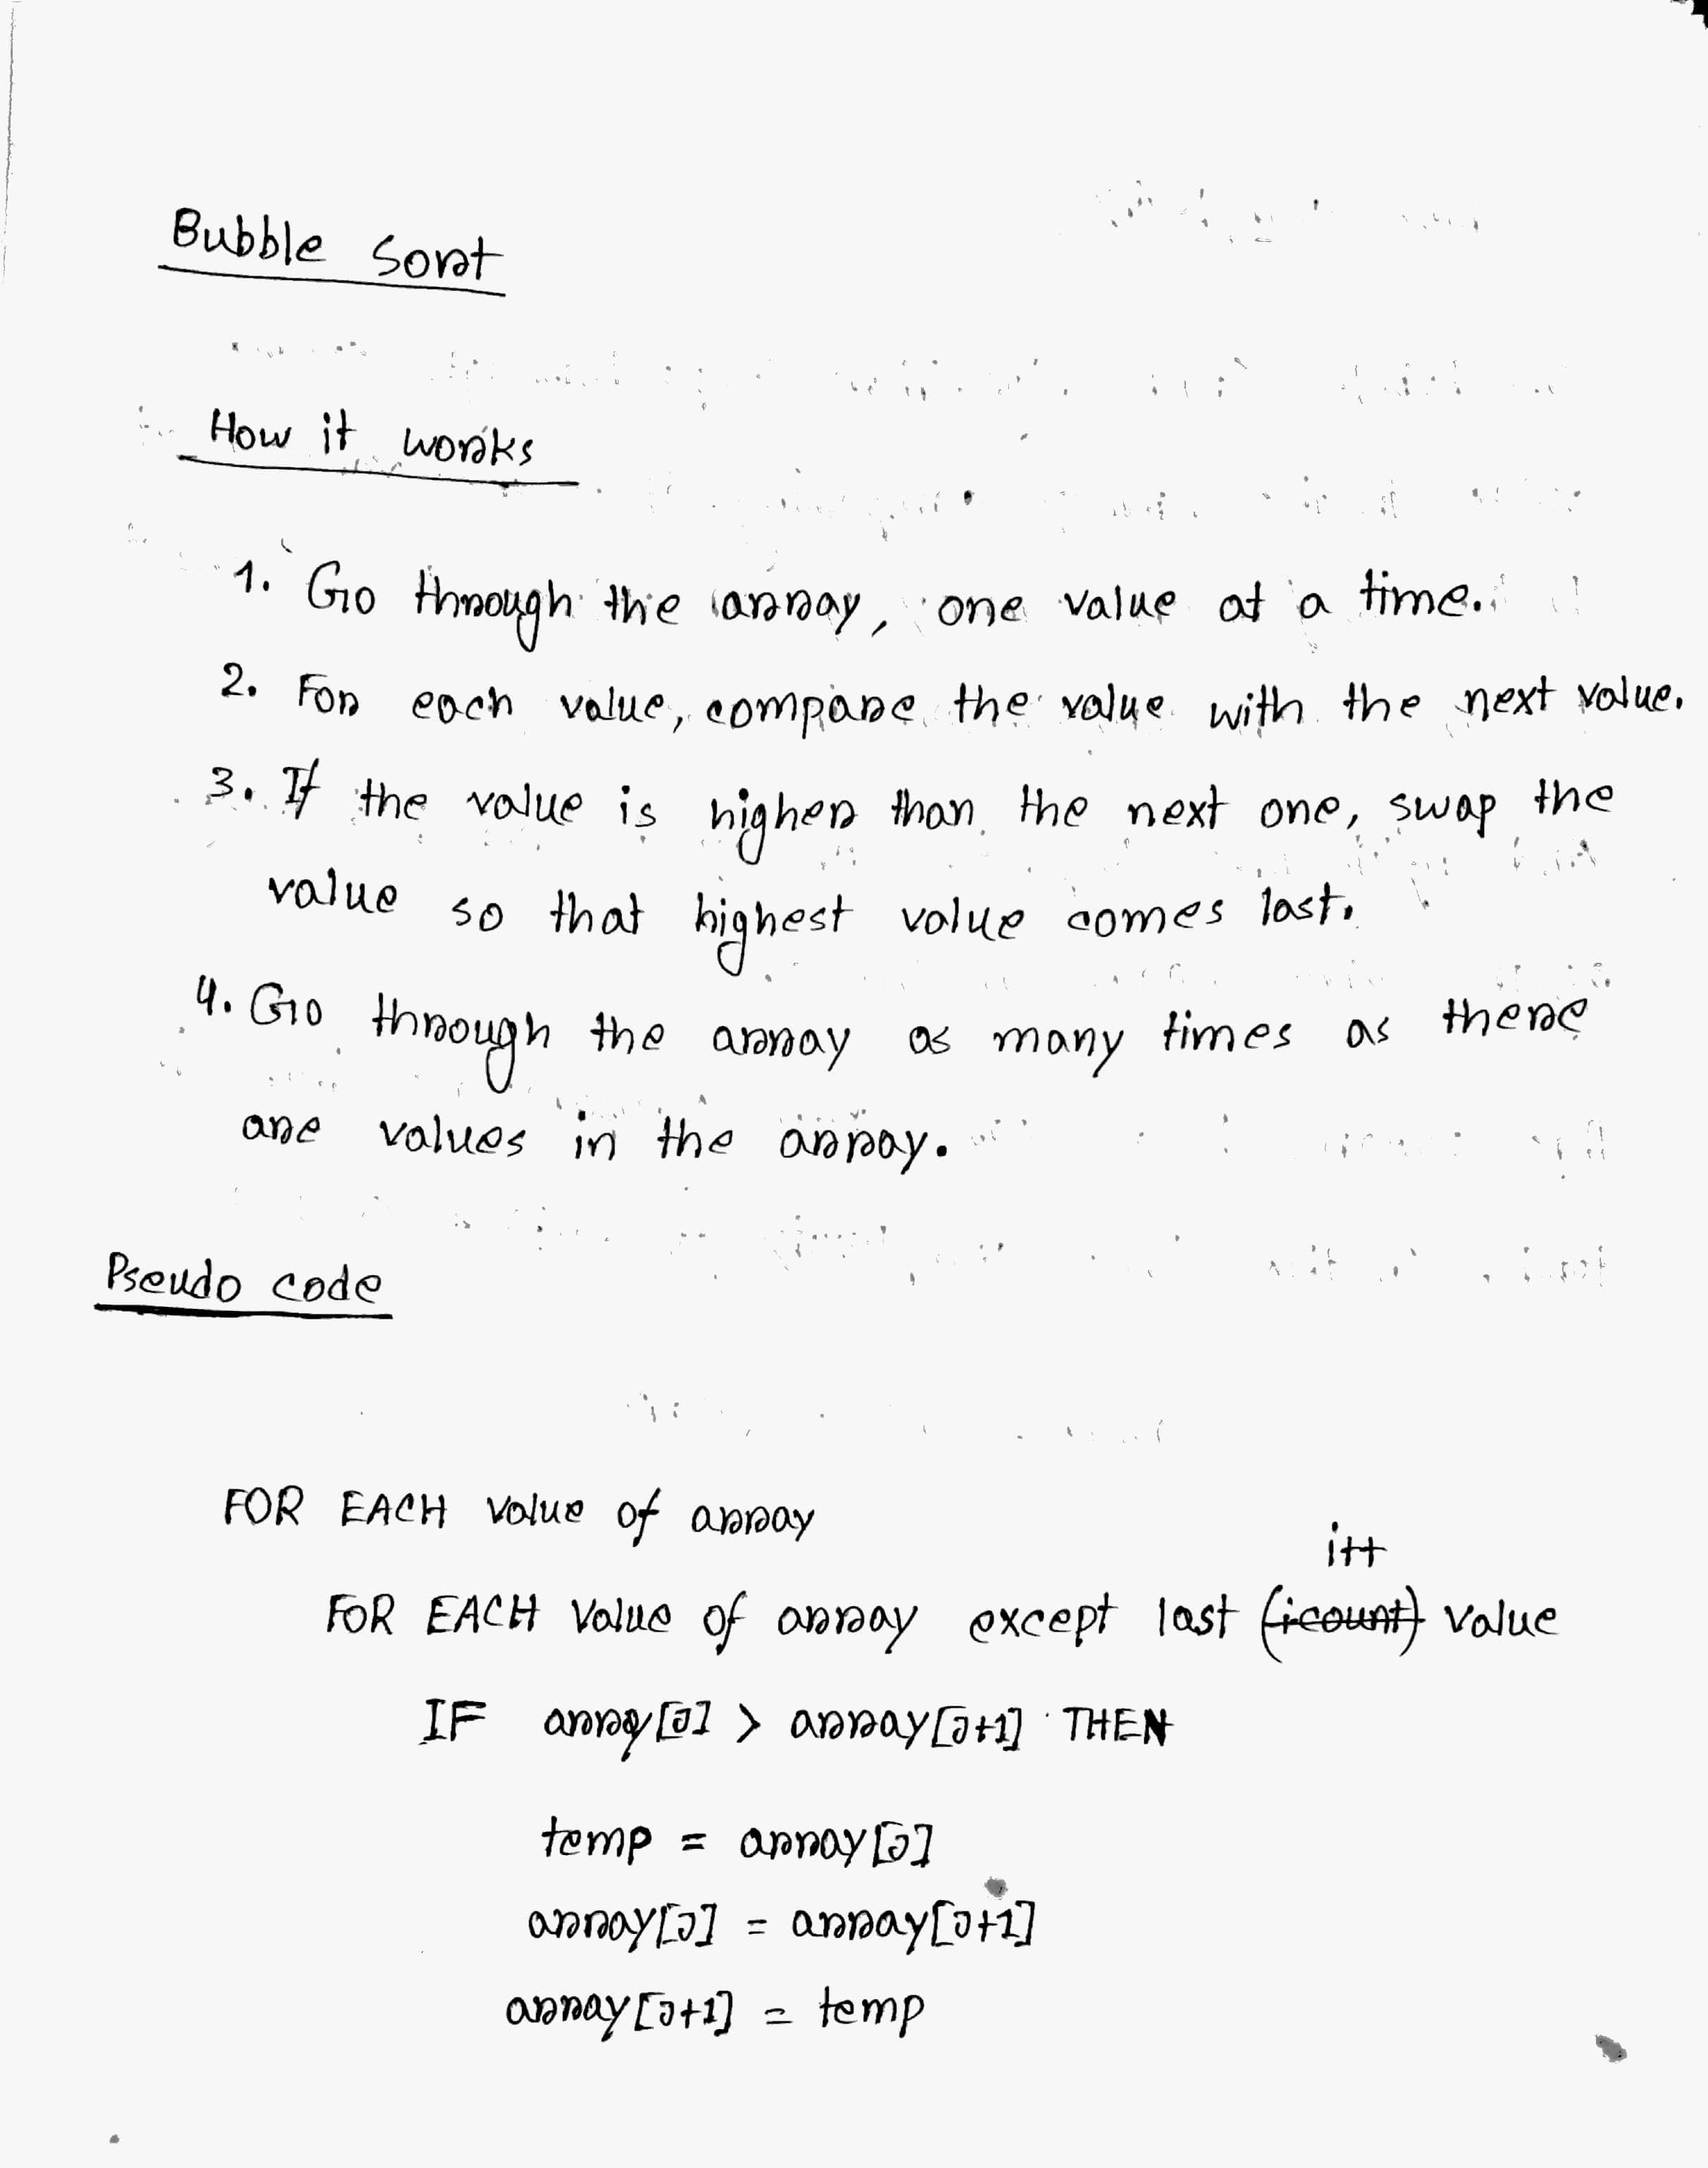 Bubble Sort
How it works
1. Go through the array, one value at a time.
2. For each value, compare the value with the next value.
3. If the value is higher than the next one, swap the
value so that highest value comes last.
4. Go through the array as many times as there
are values in the array.
Pseudo code
FOR EACH value of array
i++
FOR EACH value of array except last (i count) value
IF array[j] > array[j+1] THEN
temp = array[j]
array[j] = array[j+1]
array[j+1] = temp